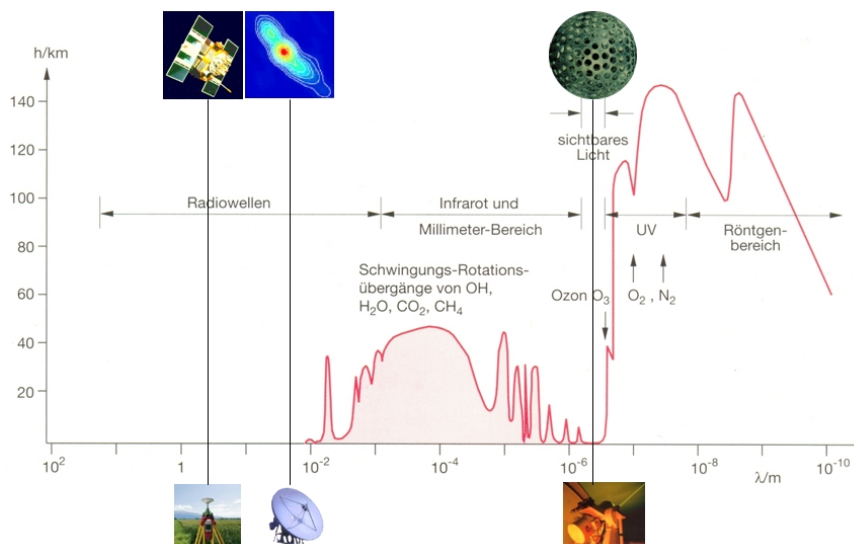 h/km
140
120
100
80
60
40
20
sichtbares
Licht
Radiowellen
Infrarot und
Millimeter-Bereich
UV
Röntgen-
bereich
Schwingungs-Rotations-
übergänge von OH,
H₂O, CO₂, CH₄
Ozon O₃
O₂ , N₂
10²
1
10⁻²
10⁻⁴
10⁻⁶
10⁻⁸
10⁻¹⁰
λ/m